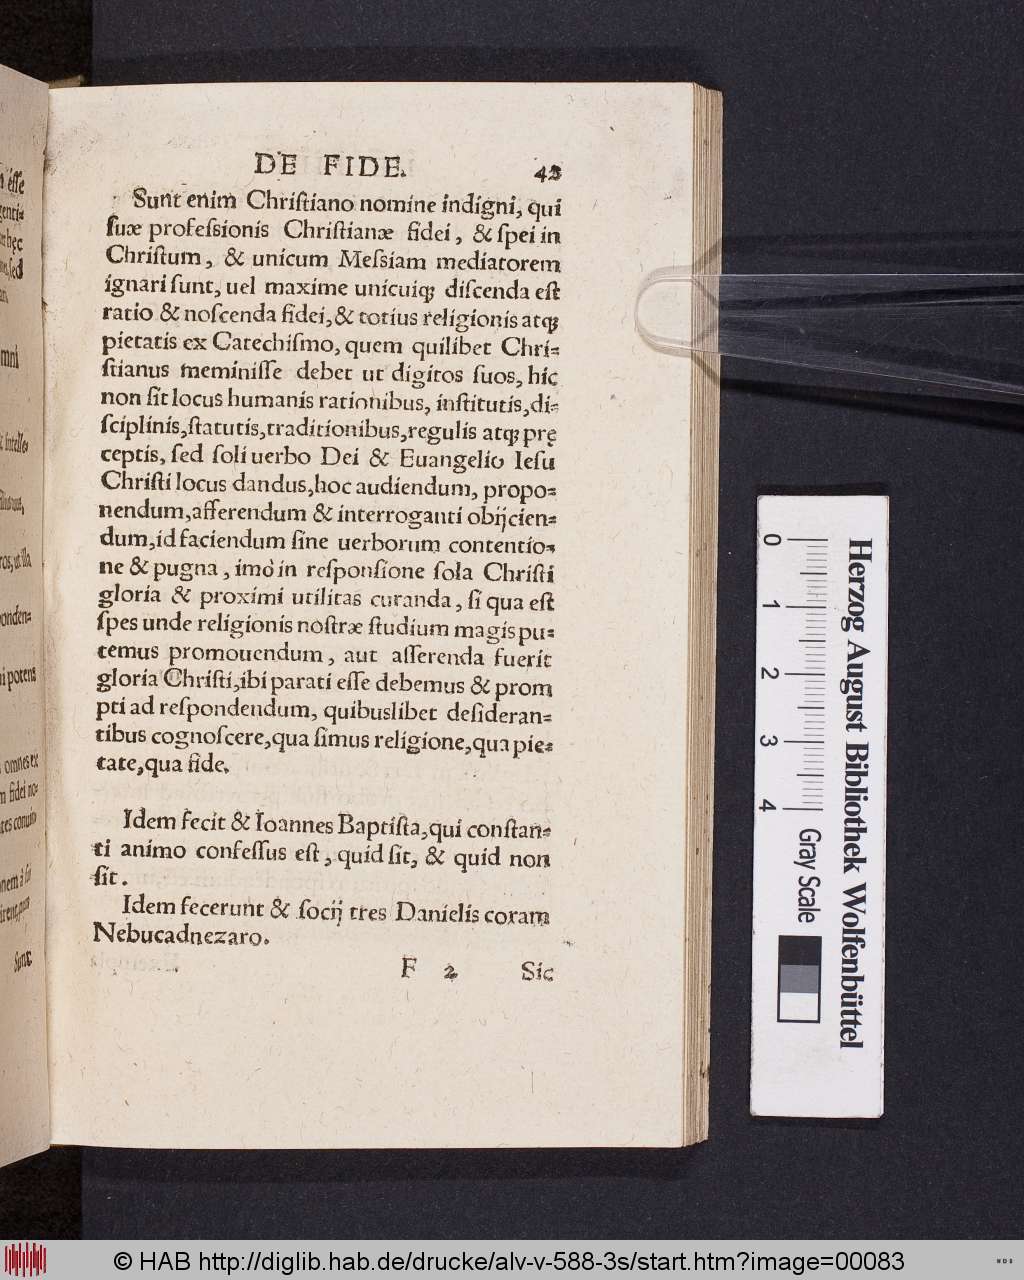 DE FIDE. 43
Sunt enim Chriſtiano nomine indigni, qui
ſuæ profeſsionis Chriſtianæ fidei, & ſpei in
Chriſtum, & unicum Meſsiam mediatorem
ignari ſunt, uel maxime unicuiqꝫ diſcenda eſt
ratio & noſcenda fidei, & totius religionis atqꝫ
pietatis ex Catechiſmo, quem quilibet Chri-
ſtianus meminiſſe debet ut digitos ſuos, hic
non ſit locus humanis rationibus, inſtitutis, di-
ſciplinis, ſtatutis, traditionibus, regulis atqꝫ prę
ceptis, ſed ſoli uerbo Dei & Euangelio Ieſu
Chriſti locus dandus, hoc audiendum, propo-
nendum, afferendum & interroganti obijcien-
dum, id faciendum ſine uerborum contentio-
ne & pugna, imò in reſponſione ſola Chriſti
gloria & proximi utilitas curanda, ſi qua eſt
ſpes unde religionis noſtræ ſtudium magis pu-
temus promouendum, aut aſſerenda fuerit
gloria Chriſti, ibi parati eſſe debemus & prom
pti ad reſpondendum, quibuslibet deſideran-
tibus cognoſcere, qua ſimus religione, qua pie-
tate, qua fide.
Idem fecit & Ioannes Baptiſta, qui conſtan-
ti animo confeſſus eſt, quid ſit, & quid non
ſit.
Idem fecerunt & ſocij tres Danielis coram
Nebucadnezaro.
F 2 Sic
Herzog August Bibliothek Wolfenbüttel
0 1 2 3 4 Gray Scale
© HAB http://diglib.hab.de/drucke/alv-v-588-3s/start.htm?image=00083